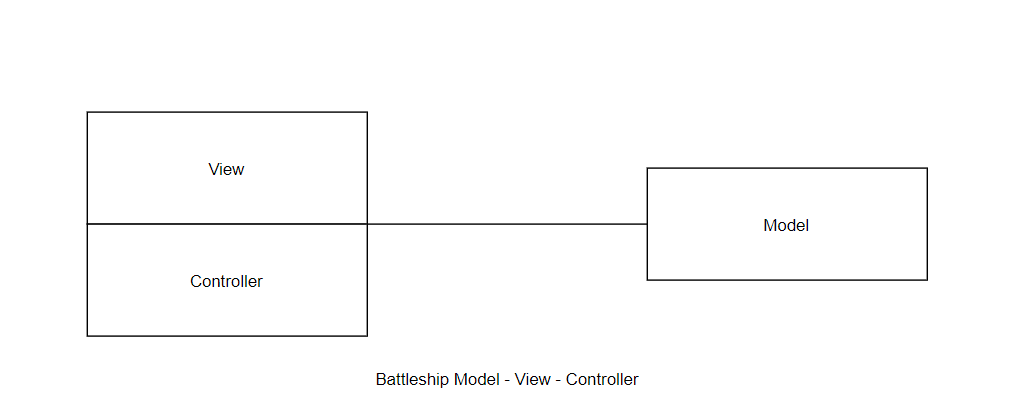 View
Controller
Model
Battleship Model - View - Controller